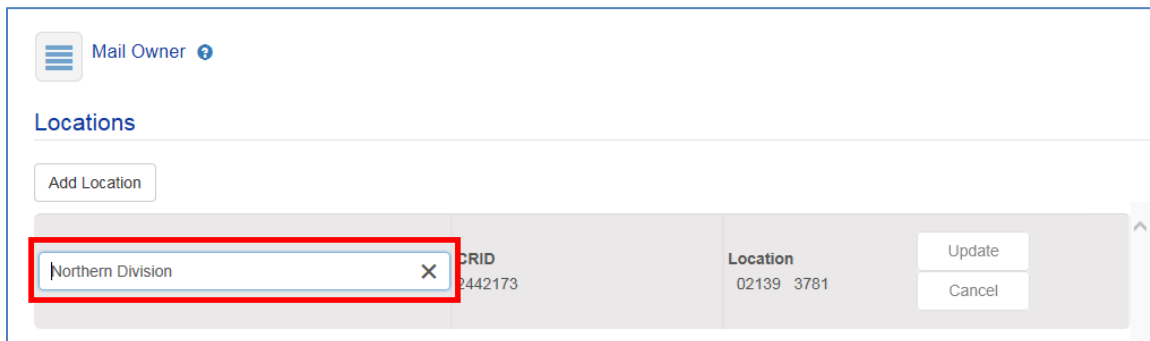 Mail Owner ?
Locations
Add Location
Northern Division
CRID
2442173
Location
02139 3781
Update
Cancel